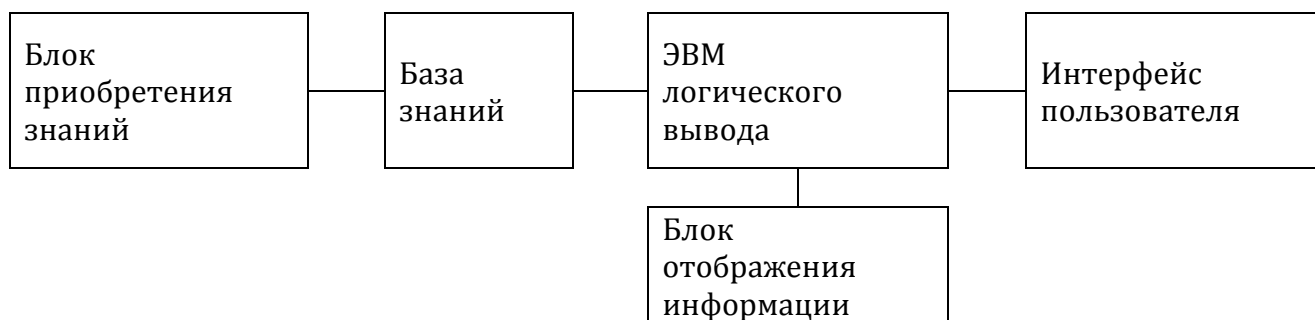 Блок
приобретения
знаний
База
знаний
ЭВМ
логического
вывода
Интерфейс
пользователя
Блок
отображения
информации